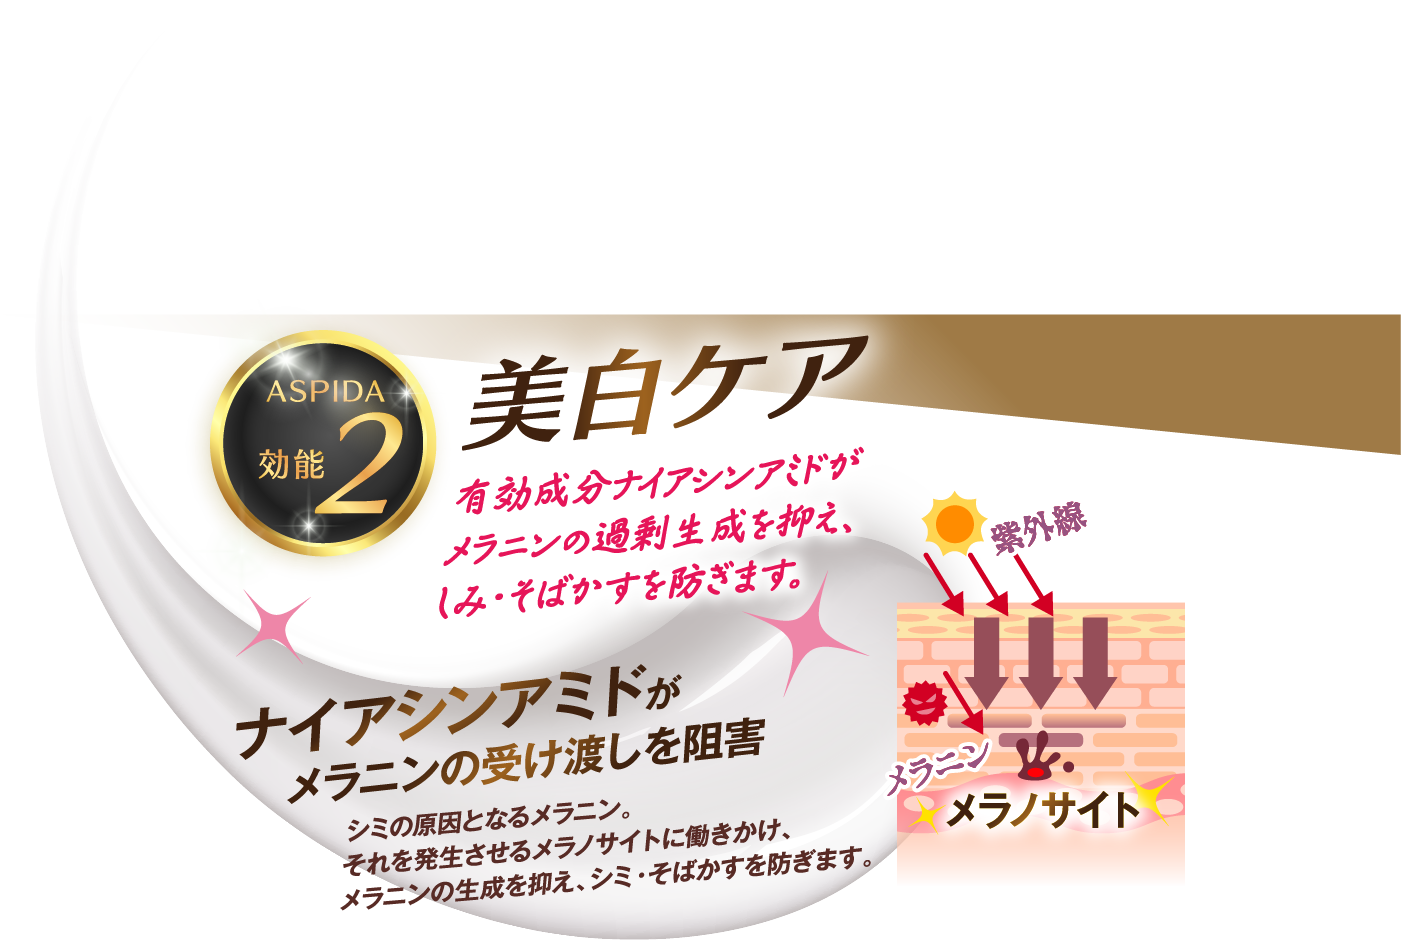 ASPIDA
効能2
美白ケア
有効成分ナイアシンアミドが
メラニンの過剰生成を抑え、
しみ・そばかすを防ぎます。
ナイアシンアミドが
メラニンの受け渡しを阻害
シミの原因となるメラニン。
それを発生させるメラノサイトに働きかけ、
メラニンの生成を抑え、シミ・そばかすを防ぎます。
紫外線
メラニン
メラノサイト